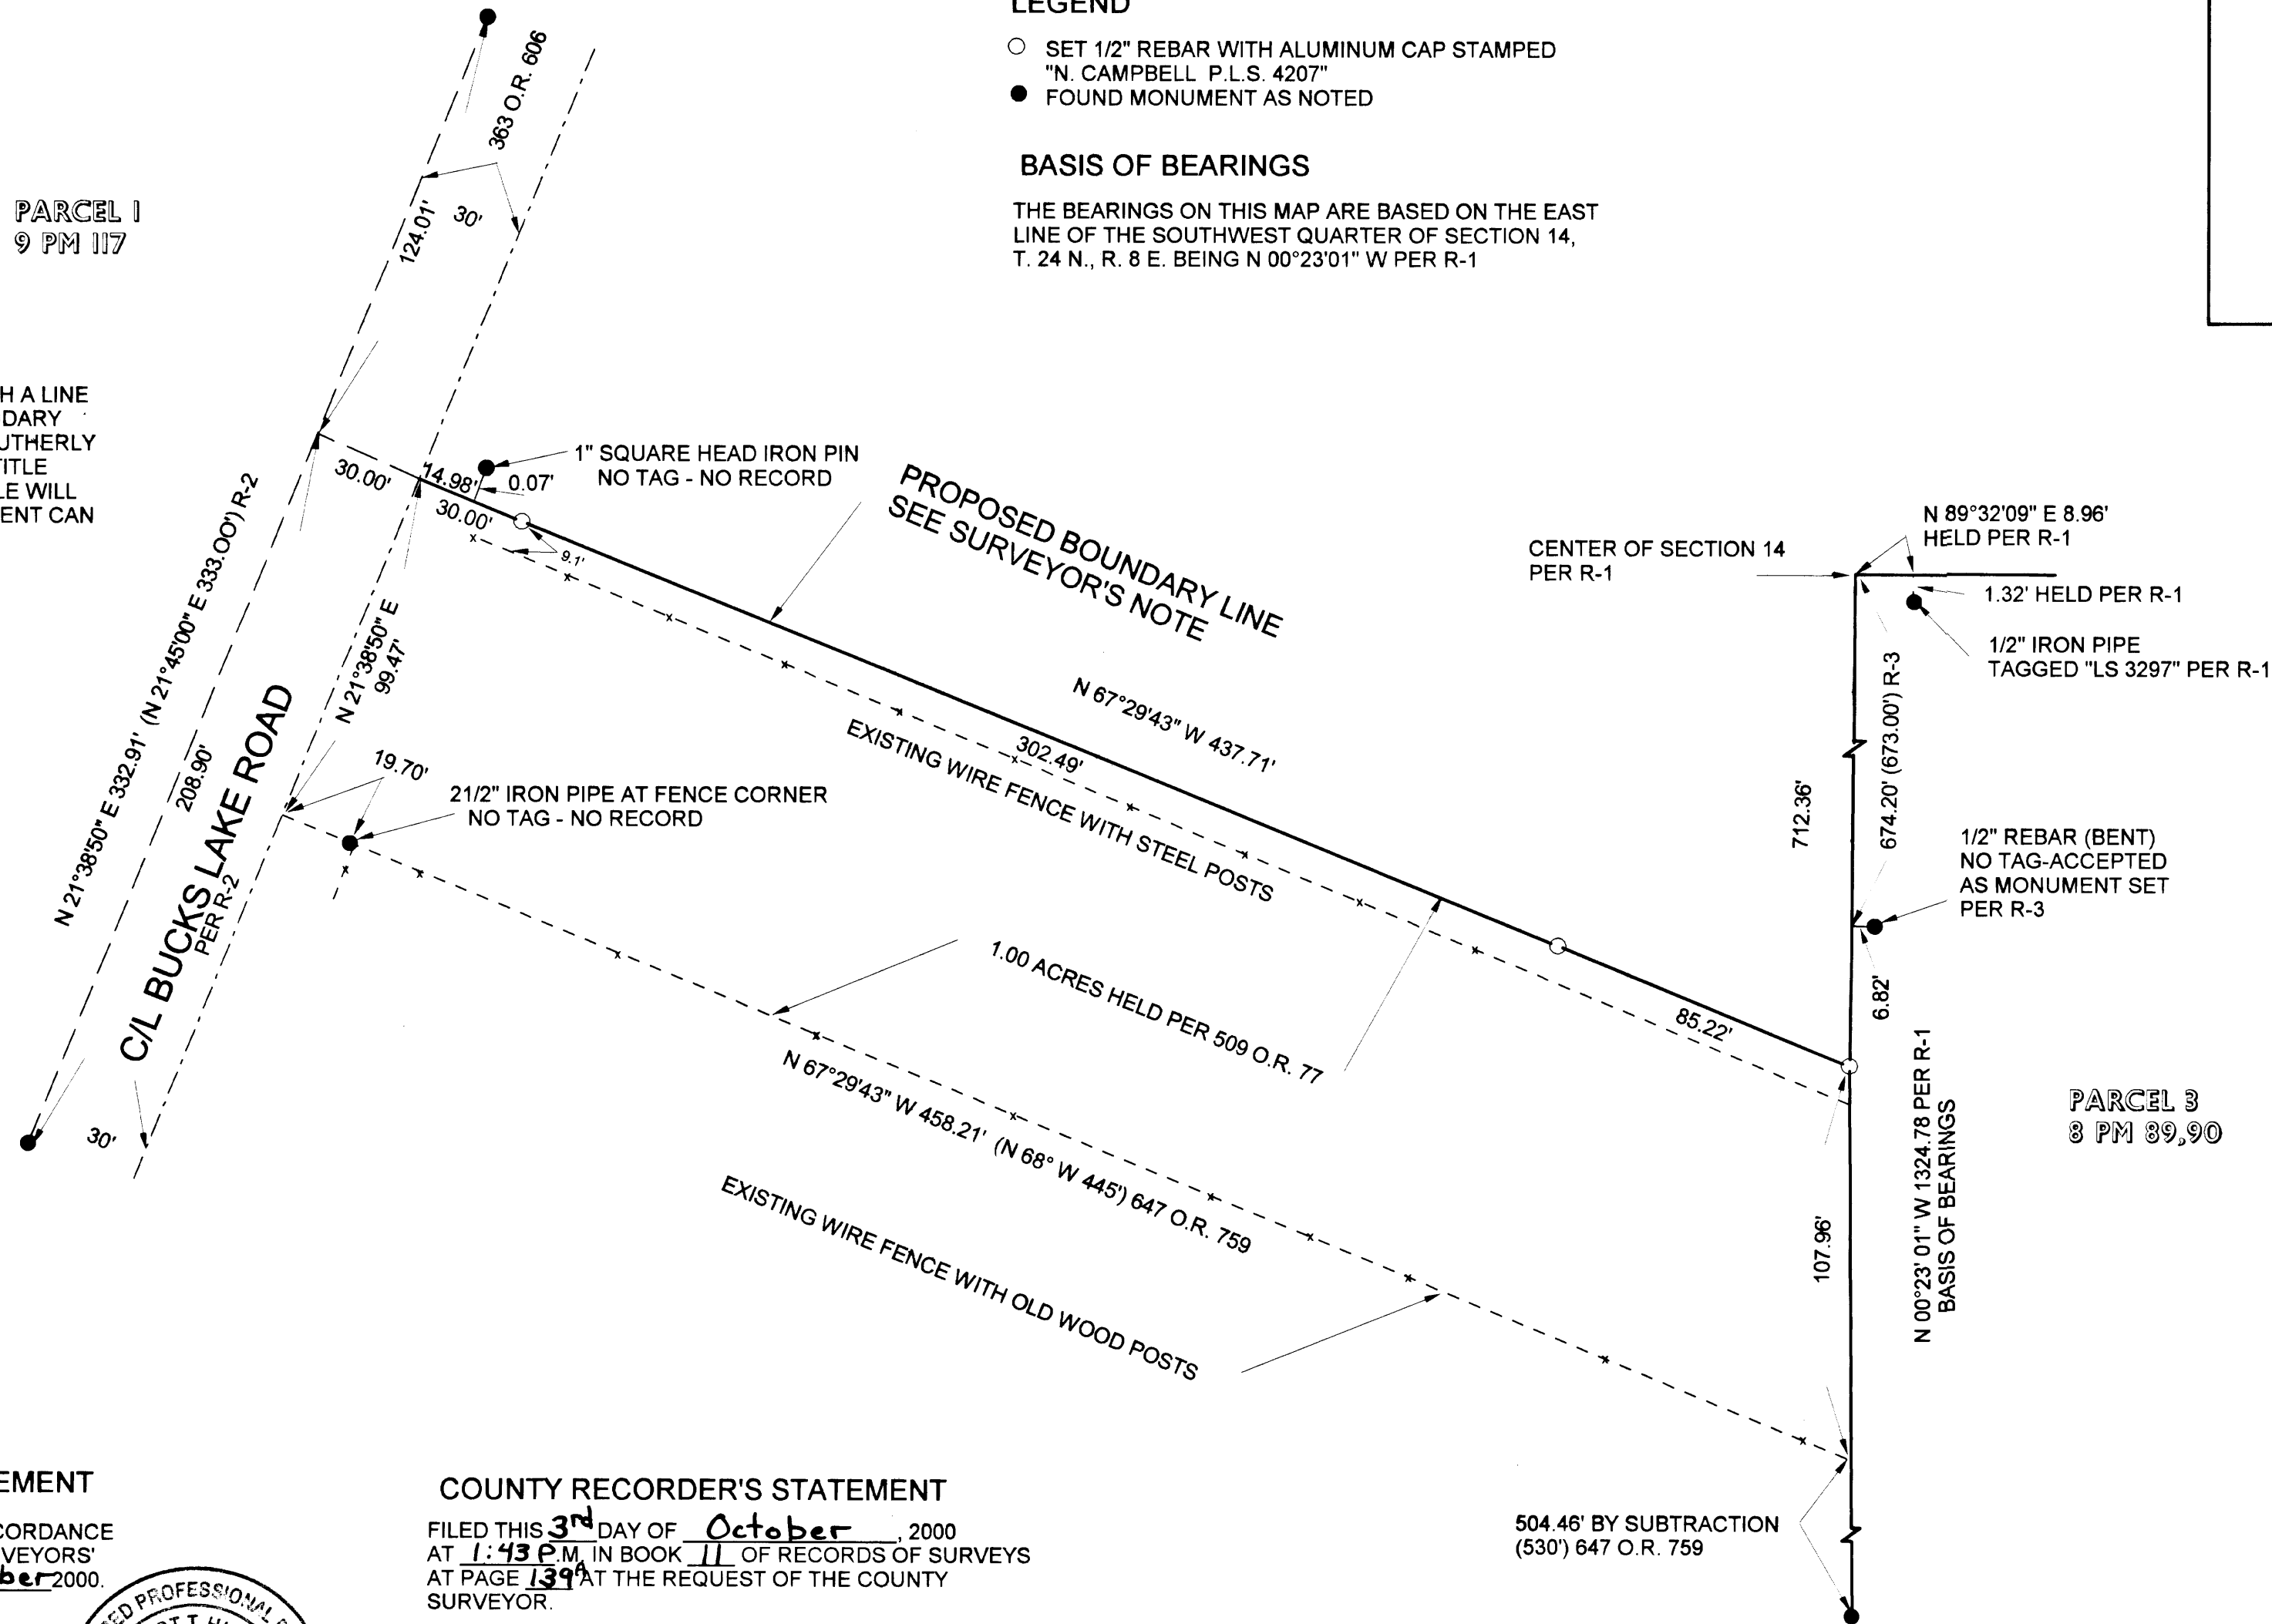 LEGEND
SET 1/2" REBAR WITH ALUMINUM CAP STAMPED
"N. CAMPBELL P.L.S. 4207"
FOUND MONUMENT AS NOTED
BASIS OF BEARINGS
THE BEARINGS ON THIS MAP ARE BASED ON THE EAST
LINE OF THE SOUTHWEST QUARTER OF SECTION 14,
T. 24 N., R. 8 E. BEING N 00°23'01" W PER R-1
363 O.R. 606
124.01'
30'
PARCEL 1
9 PM 117
H A LINE
DARY
UTHERLY
TITLE
LE WILL
ENT CAN
30.00'
14.98'
0.07'
30.00'
9.1'
1" SQUARE HEAD IRON PIN
NO TAG - NO RECORD
PROPOSED BOUNDARY LINE
SEE SURVEYOR'S NOTE
CENTER OF SECTION 14
PER R-1
N 89°32'09" E 8.96'
HELD PER R-1
1.32' HELD PER R-1
1/2" IRON PIPE
TAGGED "LS 3297" PER R-1
N 21°38'50" E 332.91' (N 21°45'00" E 333.00') R-2
208.90'
C/L BUCKS LAKE ROAD
PER R-2
N 21°38'50" E
99.47'
19.70'
21/2" IRON PIPE AT FENCE CORNER
NO TAG - NO RECORD
N 67°29'43" W 437.71'
302.49'
EXISTING WIRE FENCE WITH STEEL POSTS
712.36'
674.20' (673.00') R-3
1/2" REBAR (BENT)
NO TAG-ACCEPTED
AS MONUMENT SET
PER R-3
6.82'
85.22'
1.00 ACRES HELD PER 509 O.R. 77
N 67°29'43" W 458.21' (N 68° W 445') 647 O.R. 759
EXISTING WIRE FENCE WITH OLD WOOD POSTS
30'
107.96'
N 00°23' 01" W 1324.78 PER R-1
BASIS OF BEARINGS
PARCEL 3
8 PM 89,90
504.46' BY SUBTRACTION
(530') 647 O.R. 759
EMENT
CORDANCE
VEYORS'
ber 2000.
PROFESSIONAL
COUNTY RECORDER'S STATEMENT
FILED THIS 3rd DAY OF October, 2000
AT 1:43 P.M. IN BOOK 11 OF RECORDS OF SURVEYS
AT PAGE 139A AT THE REQUEST OF THE COUNTY
SURVEYOR.